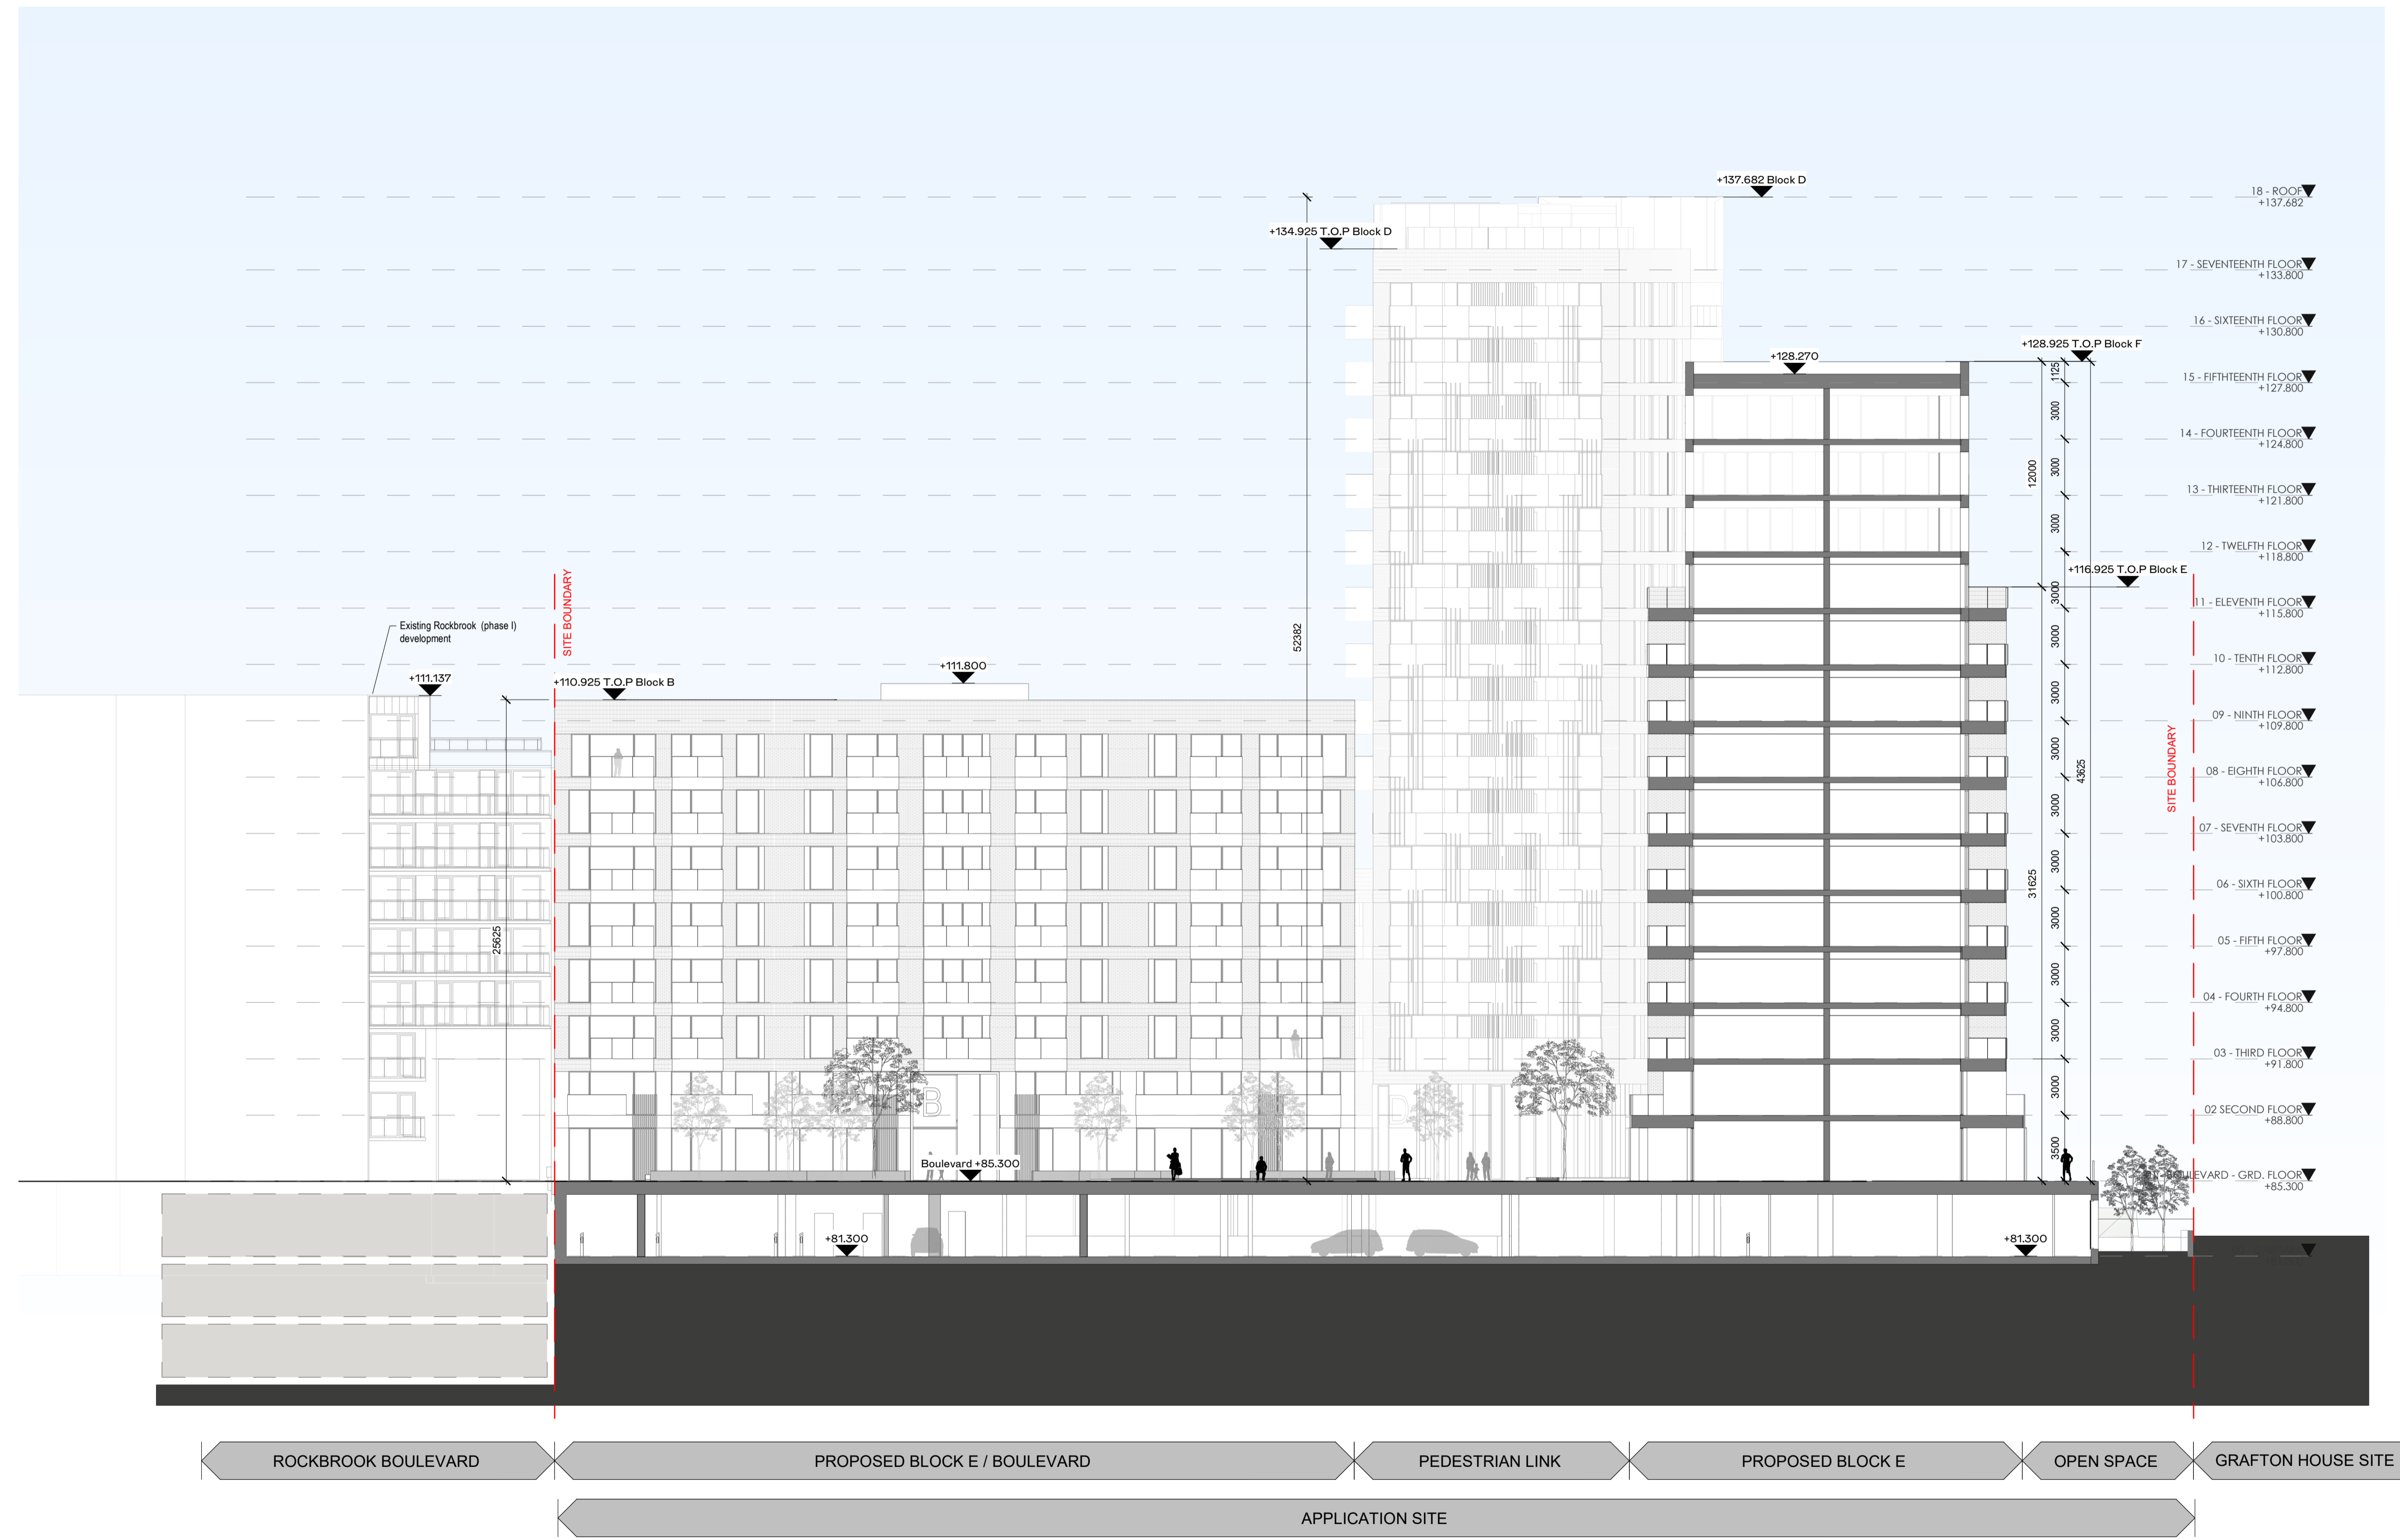 +137.682 Block D
18 - ROOF
+137.682
+134.925 T.O.P Block D
17 - SEVENTEENTH FLOOR
+133.800
16 - SIXTEENTH FLOOR
+130.800
+128.925 T.O.P Block F
+128.270
15 - FIFTHTEENTH FLOOR
+127.800
1125
3000
14 - FOURTEENTH FLOOR
+124.800
3000
12000
13 - THIRTEENTH FLOOR
+121.800
3000
12 - TWELFTH FLOOR
+118.800
+116.925 T.O.P Block E
3000
11 - ELEVENTH FLOOR
+115.800
SITE BOUNDARY
Existing Rockbrook (phase I)
development
52382
3000
10 - TENTH FLOOR
+112.800
+111.137
+110.925 T.O.P Block B
+111.800
3000
09 - NINTH FLOOR
+109.800
SITE BOUNDARY
3000
43625
08 - EIGHTH FLOOR
+106.800
3000
07 - SEVENTH FLOOR
+103.800
3000
31625
06 - SIXTH FLOOR
+100.800
25625
3000
05 - FIFTH FLOOR
+97.800
3000
04 - FOURTH FLOOR
+94.800
3000
03 - THIRD FLOOR
+91.800
3000
B
D
02 SECOND FLOOR
+88.800
3500
Boulevard +85.300
BOULEVARD - GRD. FLOOR
+85.300
+81.300
+81.300
ROCKBROOK BOULEVARD
PROPOSED BLOCK E / BOULEVARD
PEDESTRIAN LINK
PROPOSED BLOCK E
OPEN SPACE
GRAFTON HOUSE SITE
APPLICATION SITE